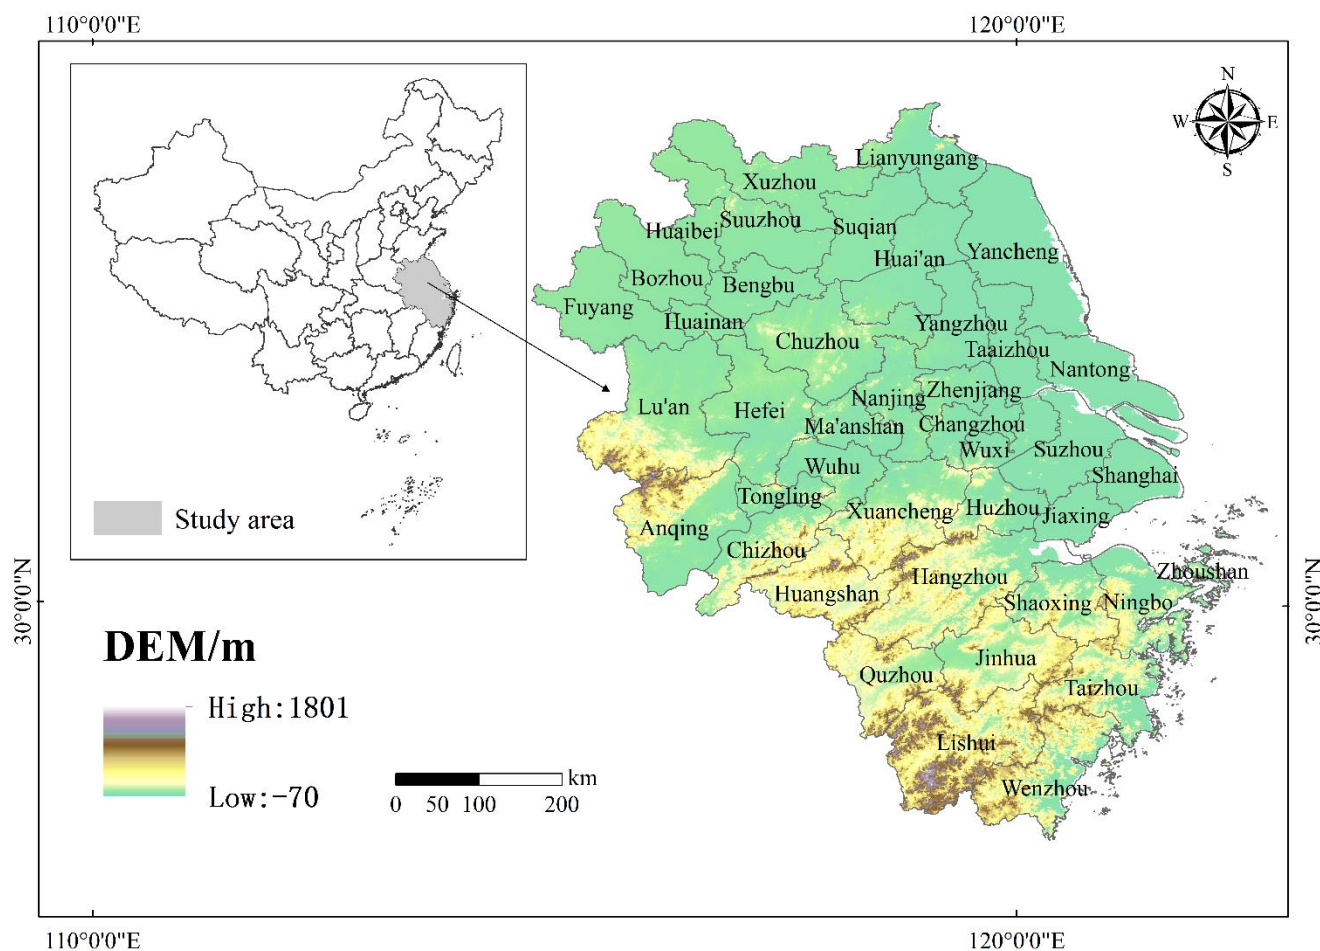 110°0'0"E
120°0'0"E
N
W
E
S
Lianyungang
Xuzhou
Suuzhou
Huaibei
Suqian
Huai'an
Yancheng
Bozhou
Bengbu
Fuyang
Huainan
Yangzhou
Chuzhou
Taaizhou
Nantong
Zhenjiang
Nanjing
Lu'an
Hefei
Ma'anshan
Changzhou
Wuxi
Suzhou
Wuhu
Shanghai
Tongling
Xuancheng
Huzhou
Jiaxing
Anqing
Chizhou
Zhoushan
Hangzhou
Huangshan
Shaoxing
Ningbo
Jinhua
Quzhou
Taizhou
Lishui
Wenzhou
Study area
30°0'0"N
30°0'0"N
DEM/m
High:1801
Low:-70
km
0 50 100 200
110°0'0"E
120°0'0"E